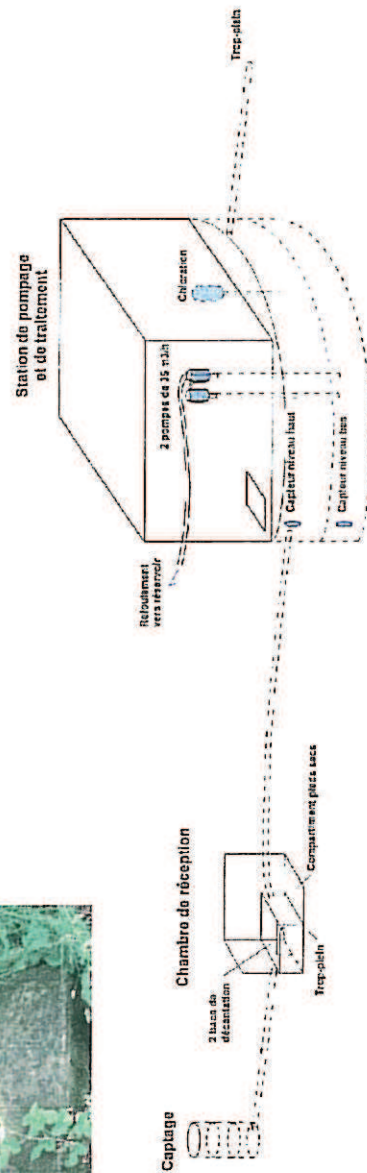 Captage
Chambre de réception
2 bacs de
décantation
Trop-plein
Compartiment pieds secs
Station de pompage
et de traitement
Refoulement
vers réservoir
2 pompes de 35 m3/h
Chloration
Capteur niveau haut
Capteur niveau bas
Trop-plein